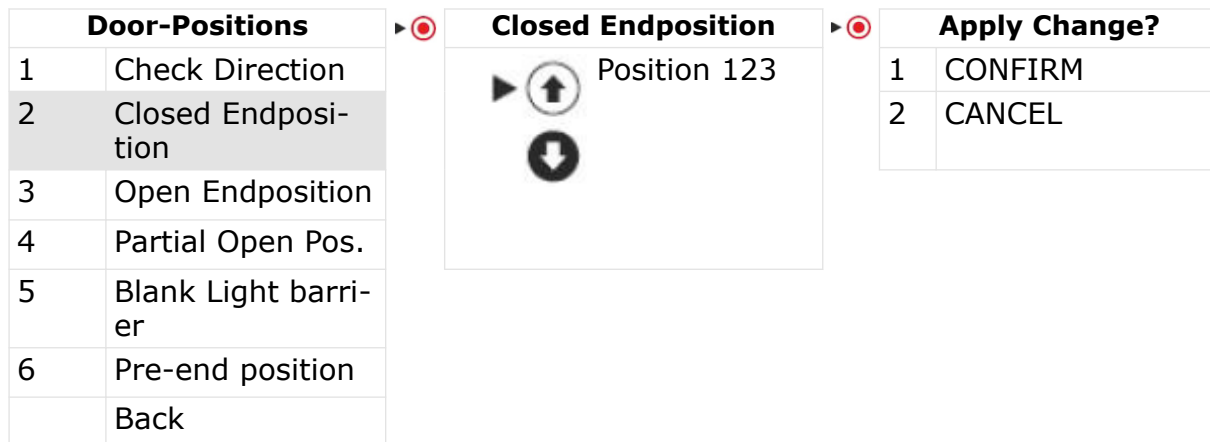 Door-Positions
1 Check Direction
2 Closed Endposi-
tion
3 Open Endposition
4 Partial Open Pos.
5 Blank Light barri-
er
6 Pre-end position
Back
Closed Endposition
Position 123
Apply Change?
1 CONFIRM
2 CANCEL